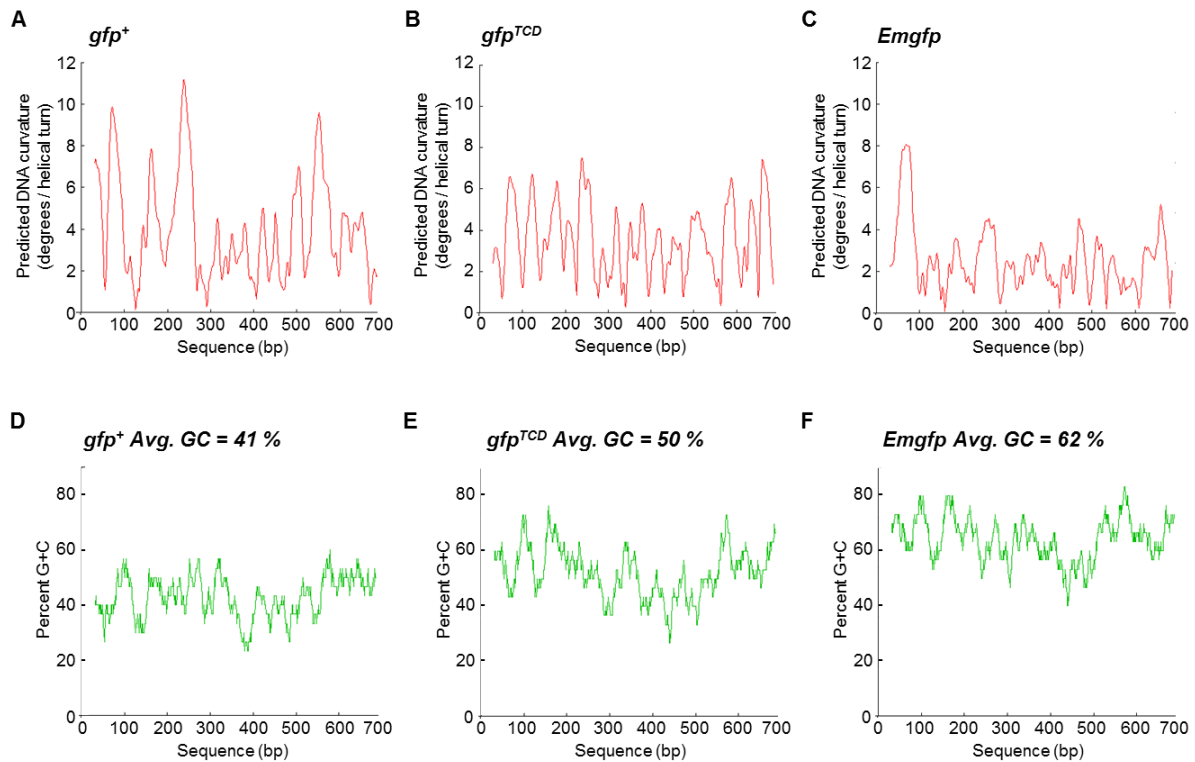 A
gfp+
Predicted DNA curvature
(degrees / helical turn)
12
10
8
6
4
2
0
0 100 200 300 400 500 600 700
Sequence (bp)
B
gfpTCD
Predicted DNA curvature
(degrees / helical turn)
12
10
8
6
4
2
0
0 100 200 300 400 500 600 700
Sequence (bp)
C
Emgfp
Predicted DNA curvature
(degrees / helical turn)
12
10
8
6
4
2
0
0 100 200 300 400 500 600 700
Sequence (bp)
D
gfp+ Avg. GC = 41 %
Percent G+C
80
60
40
20
0
0 100 200 300 400 500 600 700
Sequence (bp)
E
gfpTCD Avg. GC = 50 %
Percent G+C
80
60
40
20
0
0 100 200 300 400 500 600 700
Sequence (bp)
F
Emgfp Avg. GC = 62 %
Percent G+C
80
60
40
20
0
0 100 200 300 400 500 600 700
Sequence (bp)